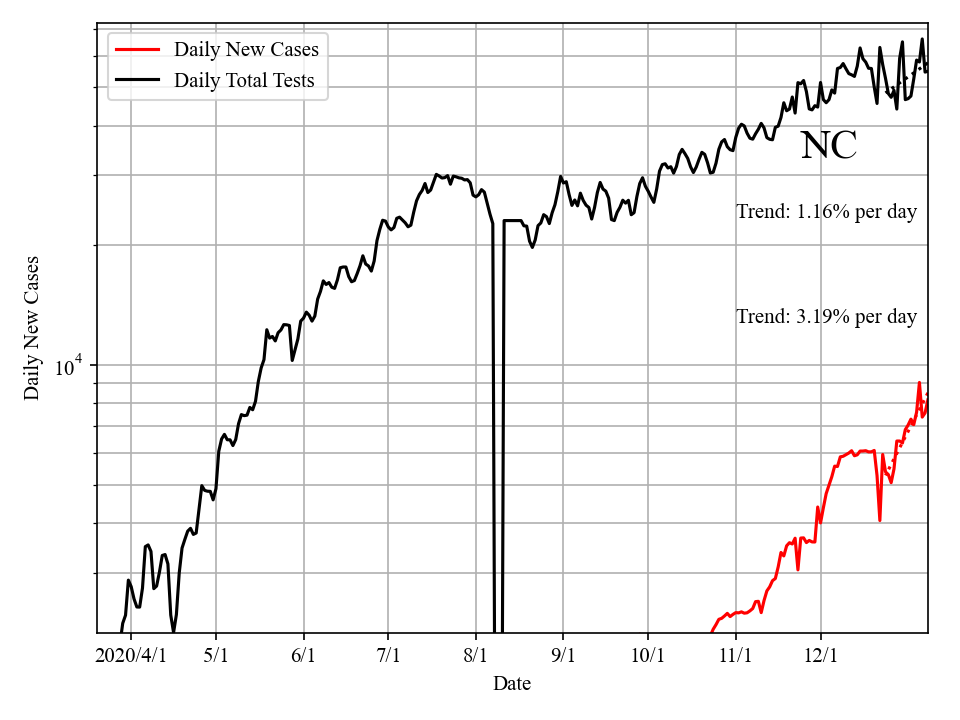 Daily New Cases
Daily Total Tests
NC
Trend: 1.16% per day
Trend: 3.19% per day
Daily New Cases
10^4
2020/4/1 5/1 6/1 7/1 8/1 9/1 10/1 11/1 12/1
Date